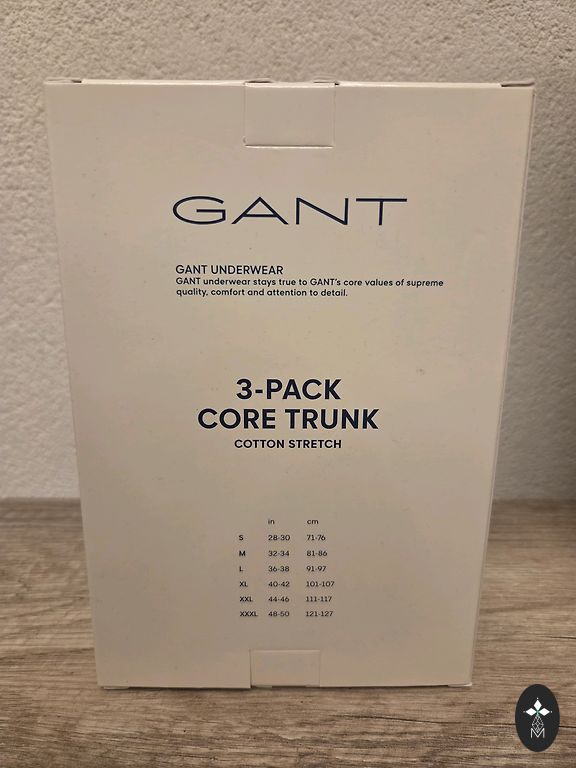 GANT
GANT UNDERWEAR
GANT underwear stays true to GANT's core values of supreme
quality, comfort and attention to detail.
3-PACK
CORE TRUNK
COTTON STRETCH
in cm
S 28-30 71-76
M 32-34 81-86
L 36-38 91-97
XL 40-42 101-107
XXL 44-46 111-117
XXXL 48-50 121-127
M